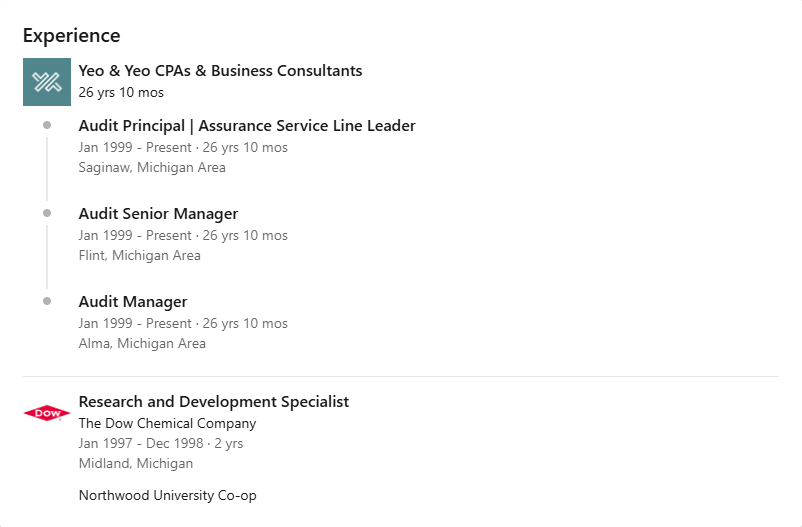 Experience
Yeo & Yeo CPAs & Business Consultants
26 yrs 10 mos
Audit Principal | Assurance Service Line Leader
Jan 1999 - Present · 26 yrs 10 mos
Saginaw, Michigan Area
Audit Senior Manager
Jan 1999 - Present · 26 yrs 10 mos
Flint, Michigan Area
Audit Manager
Jan 1999 - Present · 26 yrs 10 mos
Alma, Michigan Area
Research and Development Specialist
DOW
The Dow Chemical Company
Jan 1997 - Dec 1998 · 2 yrs
Midland, Michigan
Northwood University Co-op